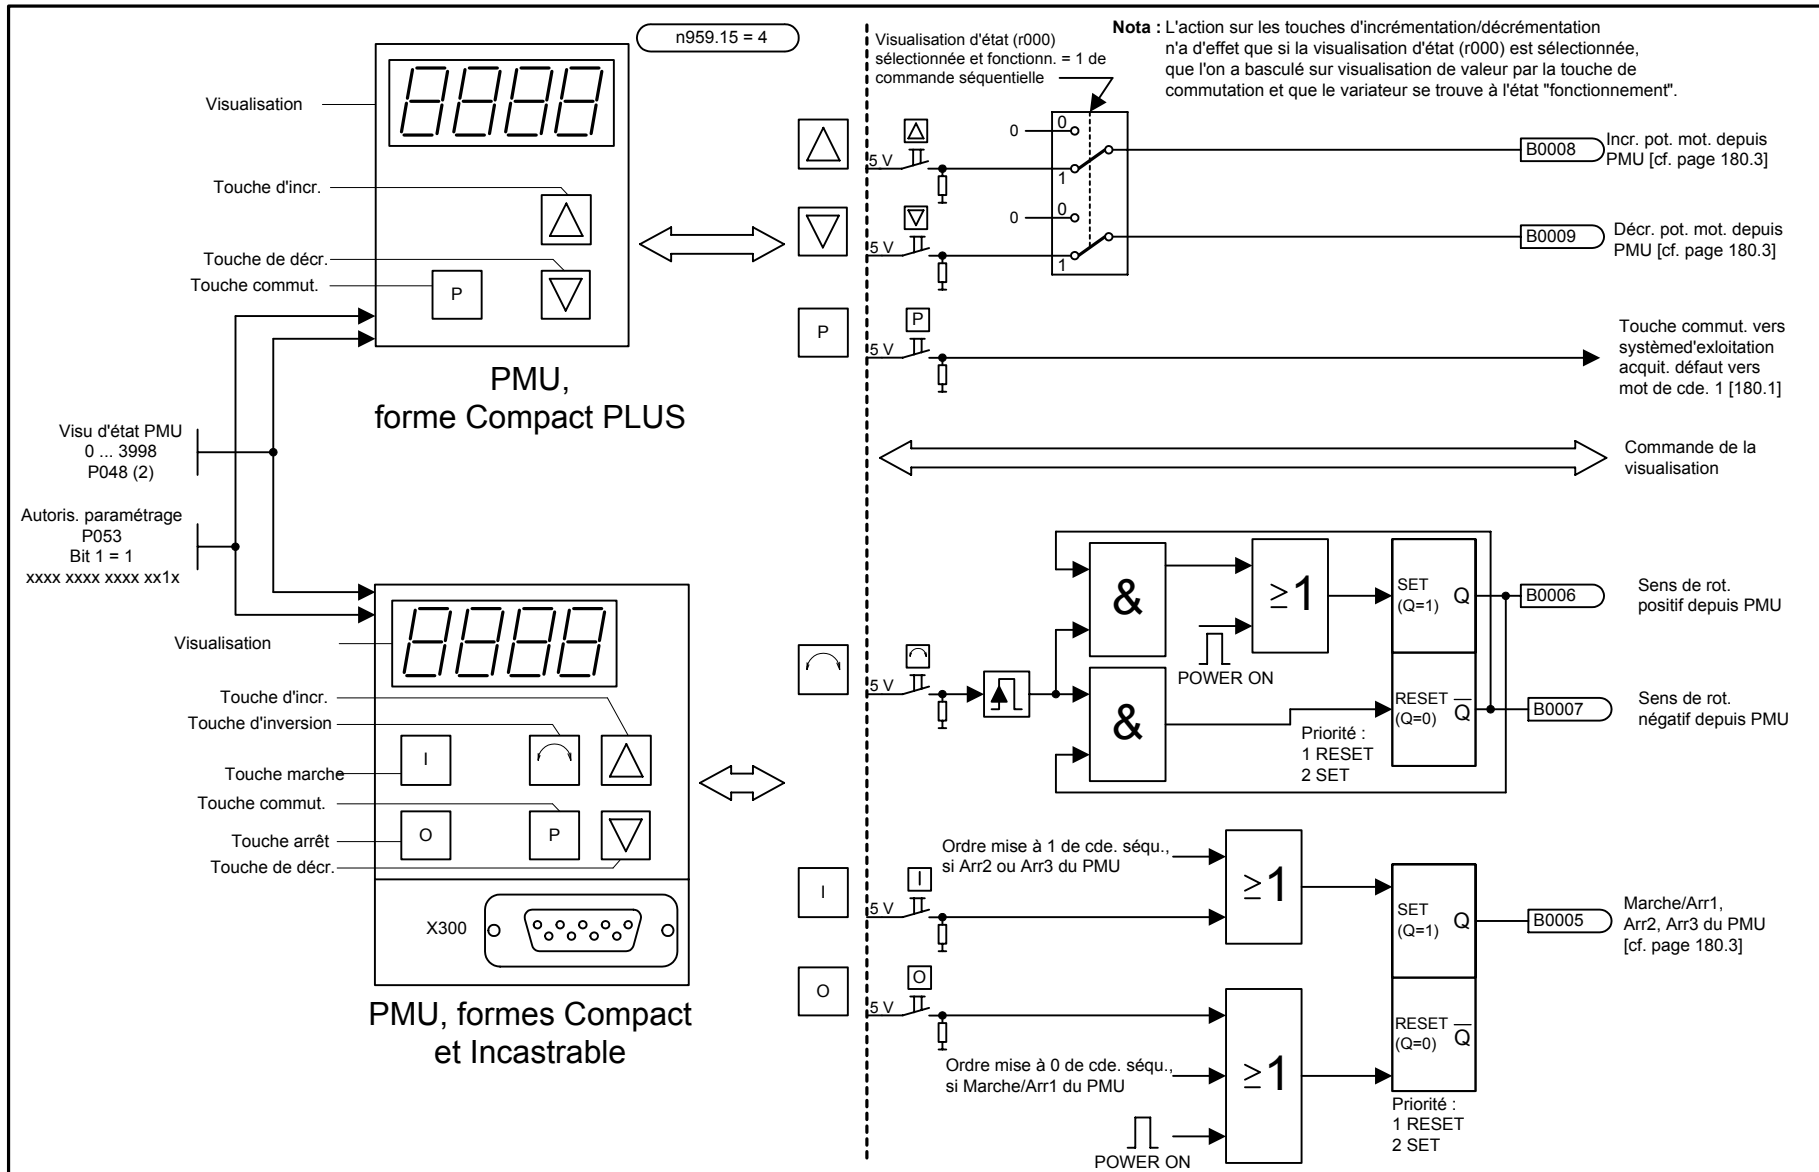 n959.15 = 4
Visualisation
Touche d'incr.
Touche de décr.
Touche commut.
P
PMU,
forme Compact PLUS
Visu d'état PMU
0 ... 3998
P048 (2)
Autoris. paramétrage
P053
Bit 1 = 1
xxxx xxxx xxxx xx1x
Visualisation
Touche d'incr.
Touche d'inversion
Touche marche
Touche commut.
Touche arrêt
Touche de décr.
I
O
P
X300
PMU, formes Compact
et Incastrable
Visualisation d'état (r000)
sélectionnée et fonctionn. = 1 de
commande séquentielle
Nota : L'action sur les touches d'incrémentation/décrémentation
n'a d'effet que si la visualisation d'état (r000) est sélectionnée,
que l'on a basculé sur visualisation de valeur par la touche de
commutation et que le variateur se trouve à l'état "fonctionnement".
5 V
0
0
1
B0008
Incr. pot. mot. depuis
PMU [cf. page 180.3]
5 V
0
0
1
B0009
Décr. pot. mot. depuis
PMU [cf. page 180.3]
P
P
5 V
Touche commut. vers
systèmed'exloitation
acquit. défaut vers
mot de cde. 1 [180.1]
Commande de la
visualisation
5 V
&
&
≥1
POWER ON
SET
(Q=1)
Q
RESET
(Q=0)
Q
Priorité :
1 RESET
2 SET
B0006
Sens de rot.
positif depuis PMU
B0007
Sens de rot.
négatif depuis PMU
Ordre mise à 1 de cde. séqu.,
si Arr2 ou Arr3 du PMU
I
I
5 V
≥1
O
O
5 V
Ordre mise à 0 de cde. séqu.,
si Marche/Arr1 du PMU
≥1
POWER ON
SET
(Q=1)
Q
RESET
(Q=0)
Q
Priorité :
1 RESET
2 SET
B0005
Marche/Arr1,
Arr2, Arr3 du PMU
[cf. page 180.3]